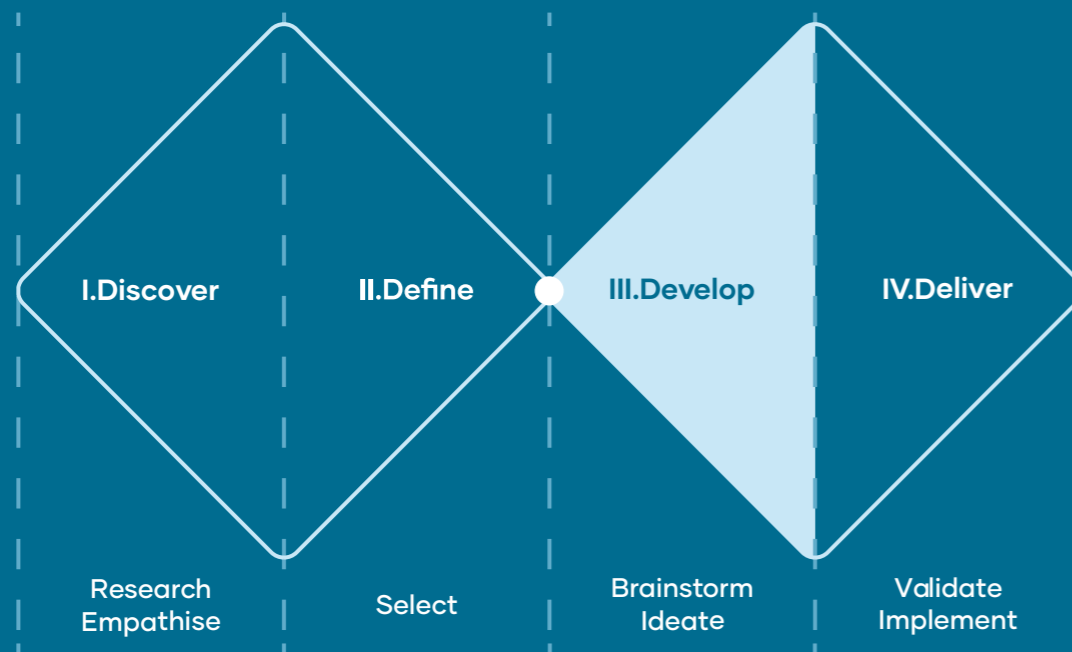 I.Discover
II.Define
III.Develop
IV.Deliver
Research
Empathise
Select
Brainstorm
Ideate
Validate
Implement